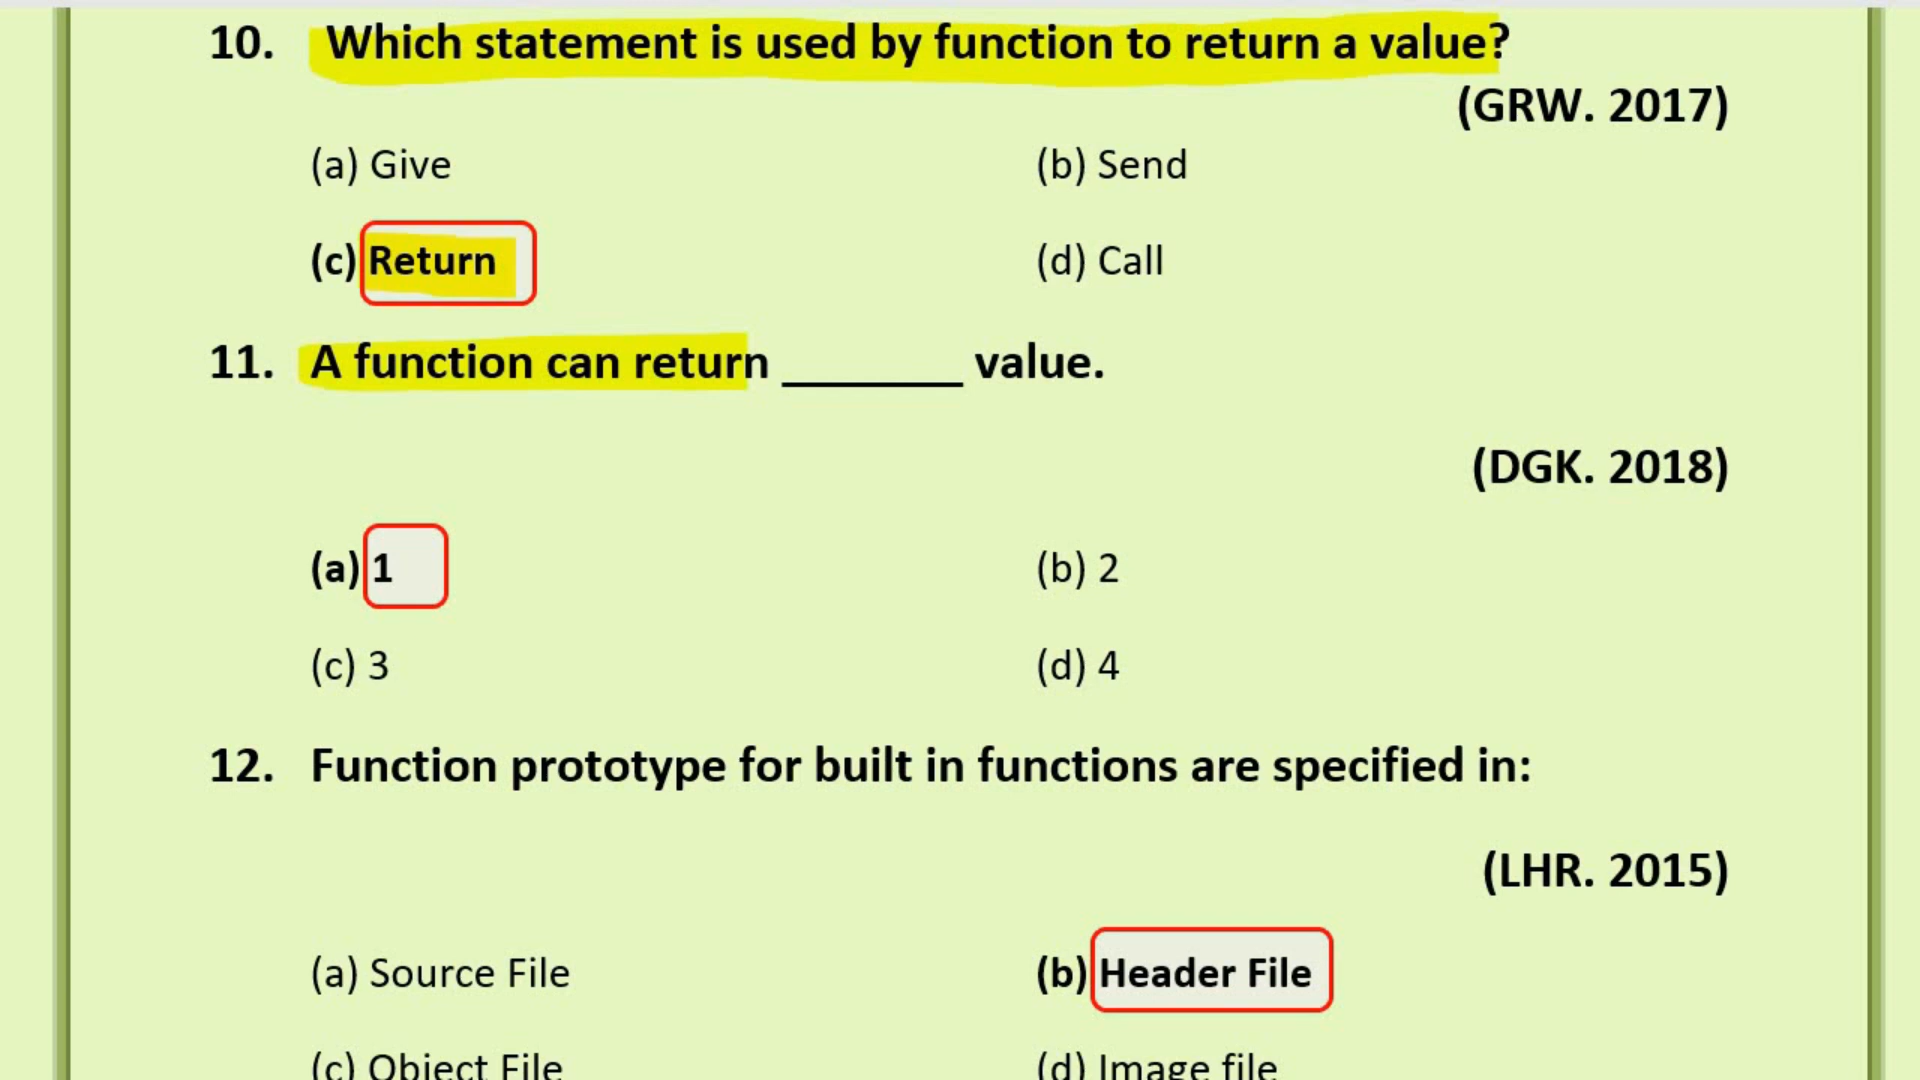 10. Which statement is used by function to return a value?
(GRW. 2017)
(a) Give (b) Send
(c) Return (d) Call
11. A function can return _______ value.
(DGK. 2018)
(a) 1 (b) 2
(c) 3 (d) 4
12. Function prototype for built in functions are specified in:
(LHR. 2015)
(a) Source File (b) Header File
(c) Object File (d) Image file